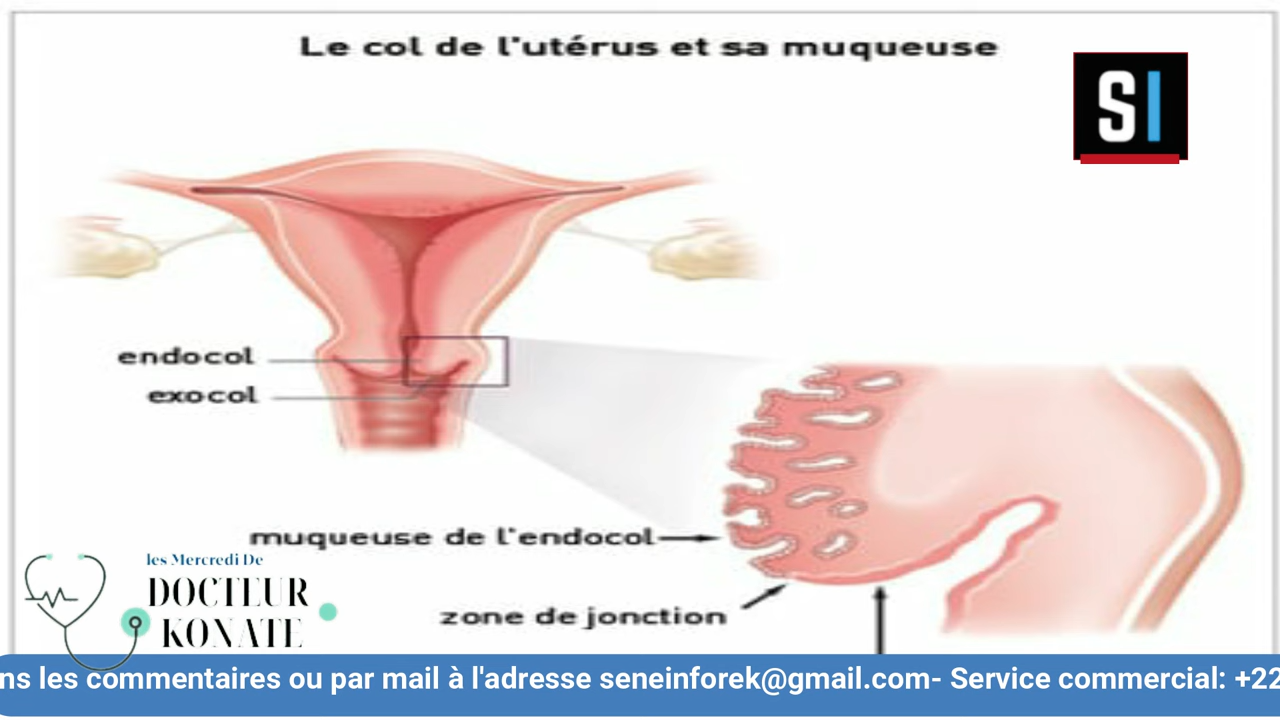 Le col de l'utérus et sa muqueuse
SI
endocol
exocol
muqueuse de l'endocol
zone de jonction
les Mercredi De
DOCTEUR
KONATE
ns les commentaires ou par mail à l'adresse seneinforek@gmail.com- Service commercial: +22